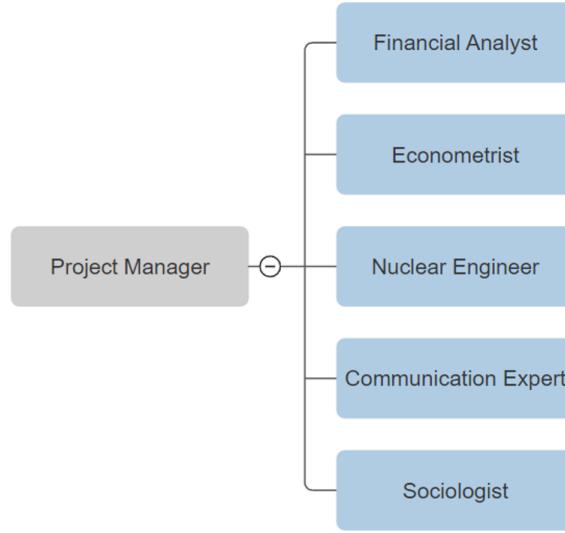 Financial Analyst
Econometrist
Project Manager
Nuclear Engineer
Communication Expert
Sociologist